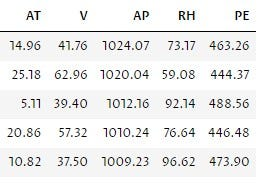 AT V AP RH PE
14.96 41.76 1024.07 73.17 463.26
25.18 62.96 1020.04 59.08 444.37
5.11 39.40 1012.16 92.14 488.56
20.86 57.32 1010.24 76.64 446.48
10.82 37.50 1009.23 96.62 473.90